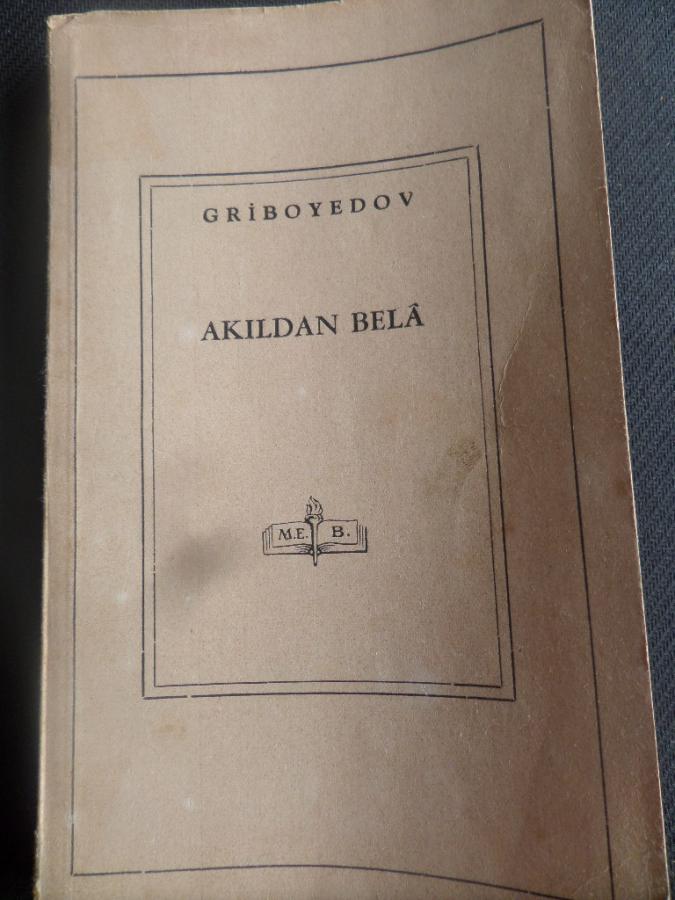 GRİBOYEDOV
AKILDAN BELÂ
M.E. B.